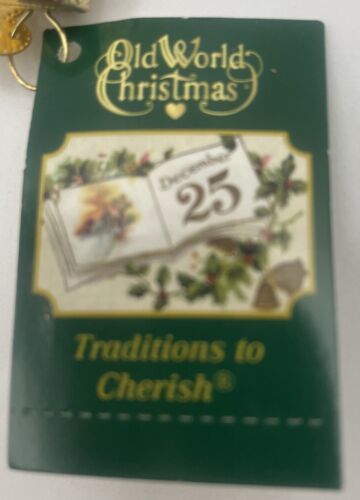 Old World
Christmas
December
25
Traditions to
Cherish®